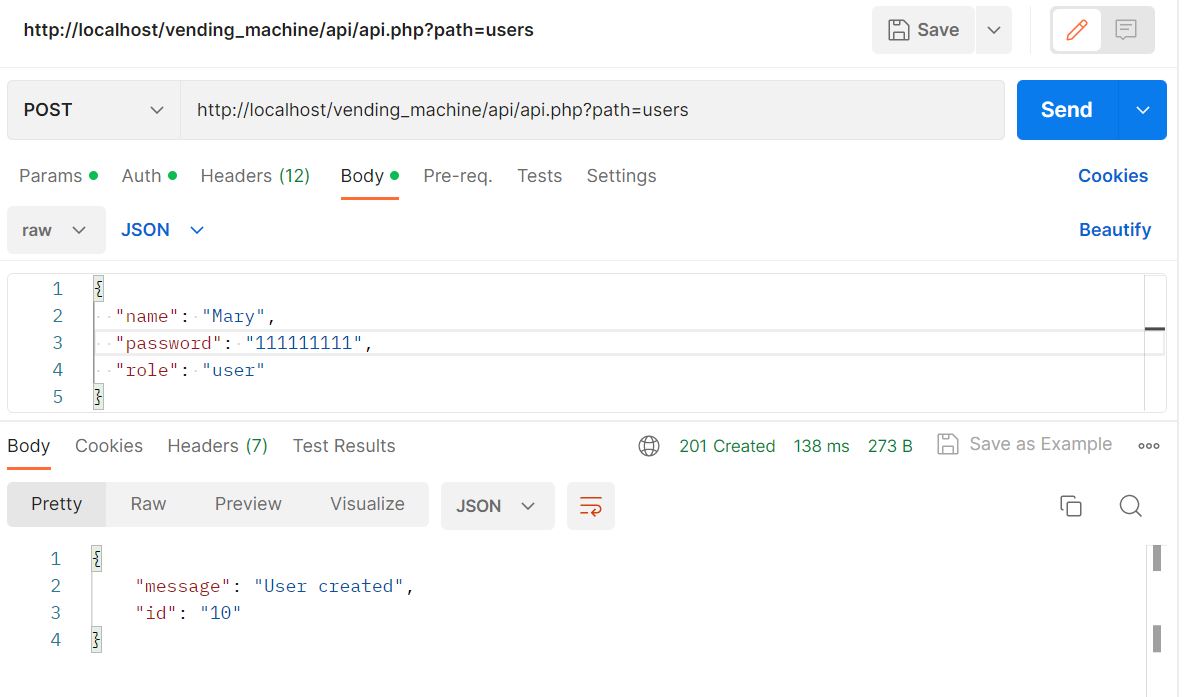 http://localhost/vending_machine/api/api.php?path=users Save
POST http://localhost/vending_machine/api/api.php?path=users Send
Params Auth Headers (12) Body Pre-req. Tests Settings Cookies
raw JSON Beautify
1 {
2 "name": "Mary",
3 "password": "111111111",
4 "role": "user"
5 }
Body Cookies Headers (7) Test Results 201 Created 138 ms 273 B Save as Example
Pretty Raw Preview Visualize JSON
1 {
2 "message": "User created",
3 "id": "10"
4 }